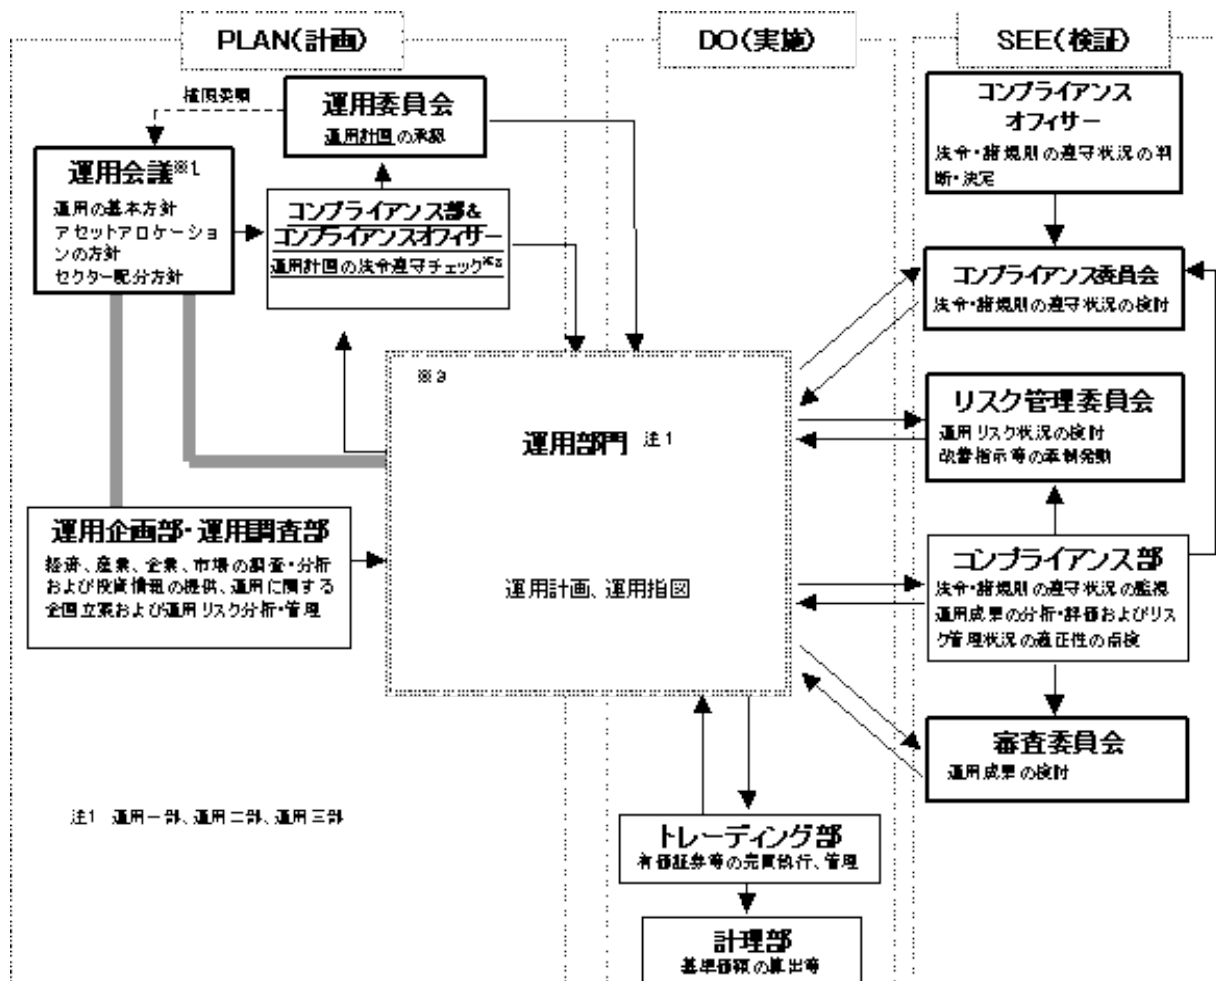 PLAN(計画)
DO(実施)
SEE(検証)
権限委嘱
運用委員会
運用計画の承認
運用会議※1
運用の基本方針
アセットアロケーショ
ンの方針
セクター配分方針
コンプライアンス部&
コンプライアンスオフィサー
運用計画の法令遵守チェック※2
コンプライアンス
オフィサー
法令・諸規則の遵守状況の判
断・決定
コンプライアンス委員会
法令・諸規則の遵守状況の検討
※3
運用部門 注1
運用計画、運用指図
リスク管理委員会
運用リスク状況の検討
改善指示等の牽制発動
運用企画部・運用調査部
経済、産業、企業、市場の調査・分析
および投資情報の提供、運用に関する
企画立案および運用リスク分析・管理
コンプライアンス部
法令・諸規則の遵守状況の監視
運用成果の分析・評価およびリス
ク管理状況の適正性の点検
審査委員会
運用成果の検討
注1 運用一部、運用二部、運用三部
トレーディング部
有価証券等の売買執行、管理
計理部
基準価額の算出等